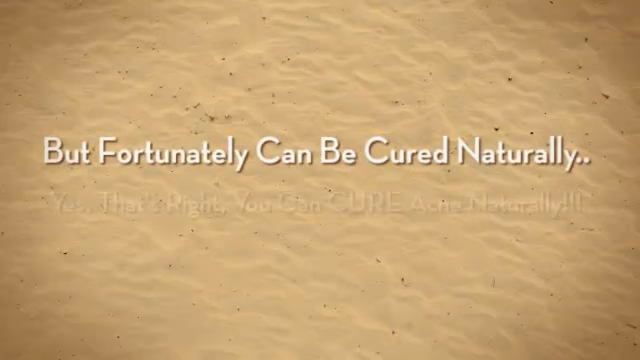 But Fortunately Can Be Cured Naturally..
Yes, That's Right, You Can CURE Acne Naturally!!!